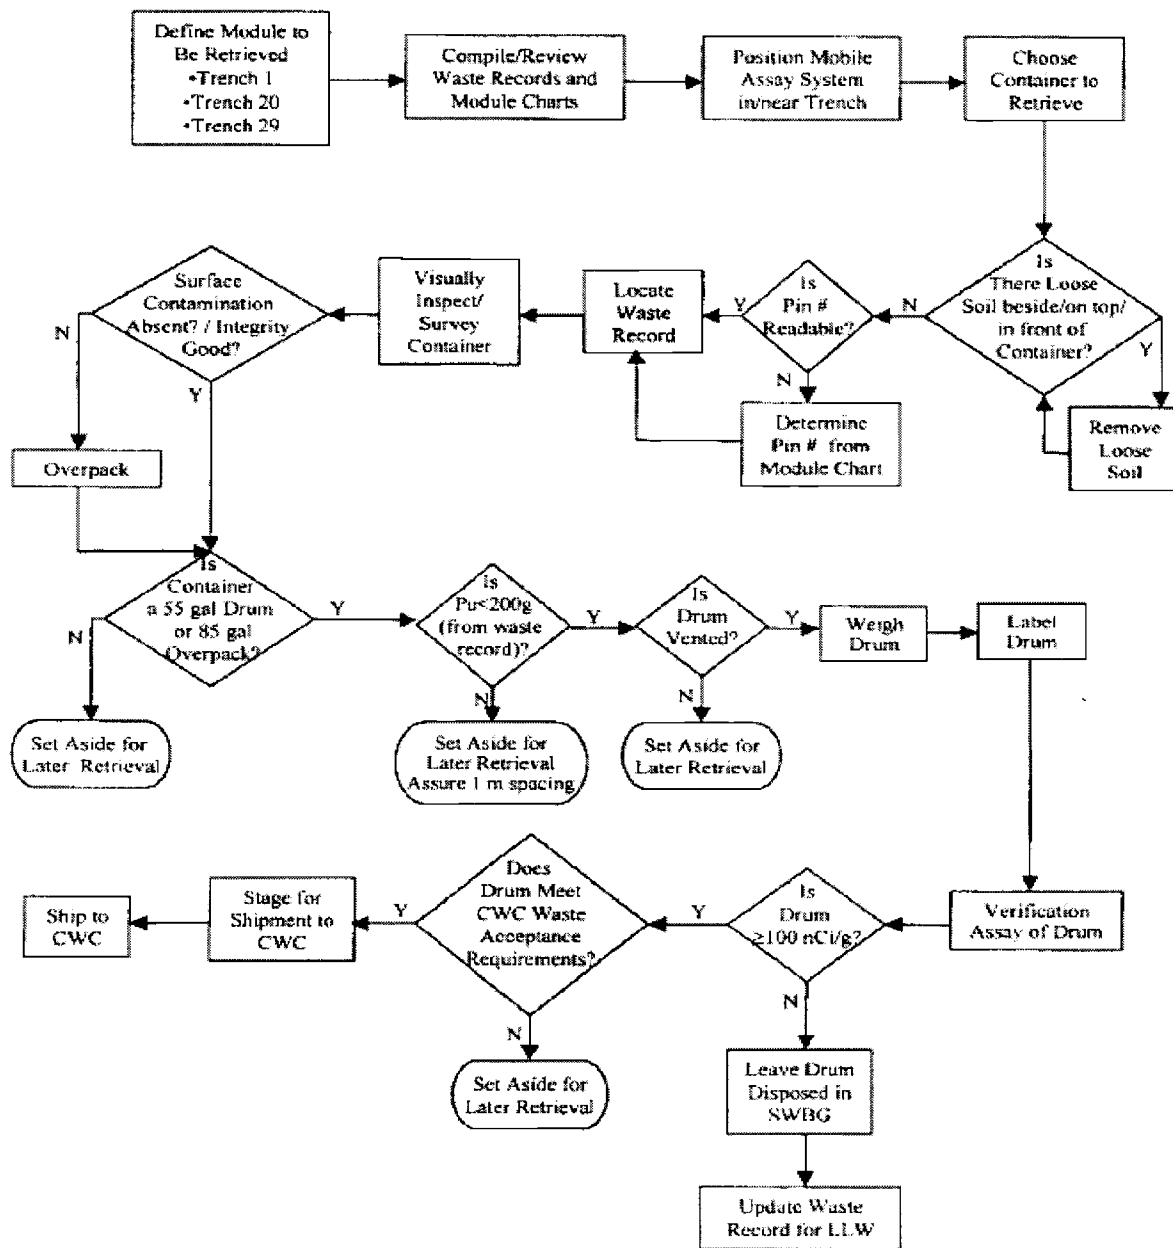 Define Module to
Be Retrieved
•Trench 1
•Trench 20
•Trench 29
Compile/Review
Waste Records and
Module Charts
Position Mobile
Assay System
in/near Trench
Choose
Container to
Retrieve
Is
There Loose
Soil beside/on top/
in front of
Container?
N
Y
Remove
Loose
Soil
Is
Pin #
Readable?
Y
N
Determine
Pin # from
Module Chart
Locate
Waste
Record
Visually
Inspect/
Survey
Container
Surface
Contamination
Absent? / Integrity
Good?
N
Y
Overpack
Is
Container
a 55 gal Drum
or 85 gal
Overpack?
N
Y
Set Aside for
Later Retrieval
Is
Pu<200g
(from waste
record)?
Y
N
Set Aside for
Later Retrieval
Assure 1 m spacing
Is
Drum
Vented?
Y
N
Set Aside for
Later Retrieval
Weigh
Drum
Label
Drum
Verification
Assay of Drum
Is
Drum
≥100 nCi/g?
Y
N
Leave Drum
Disposed in
SWBG
Update Waste
Record for LLW
Does
Drum Meet
CWC Waste
Acceptance
Requirements?
Y
N
Set Aside for
Later Retrieval
Stage for
Shipment to
CWC
Ship to
CWC